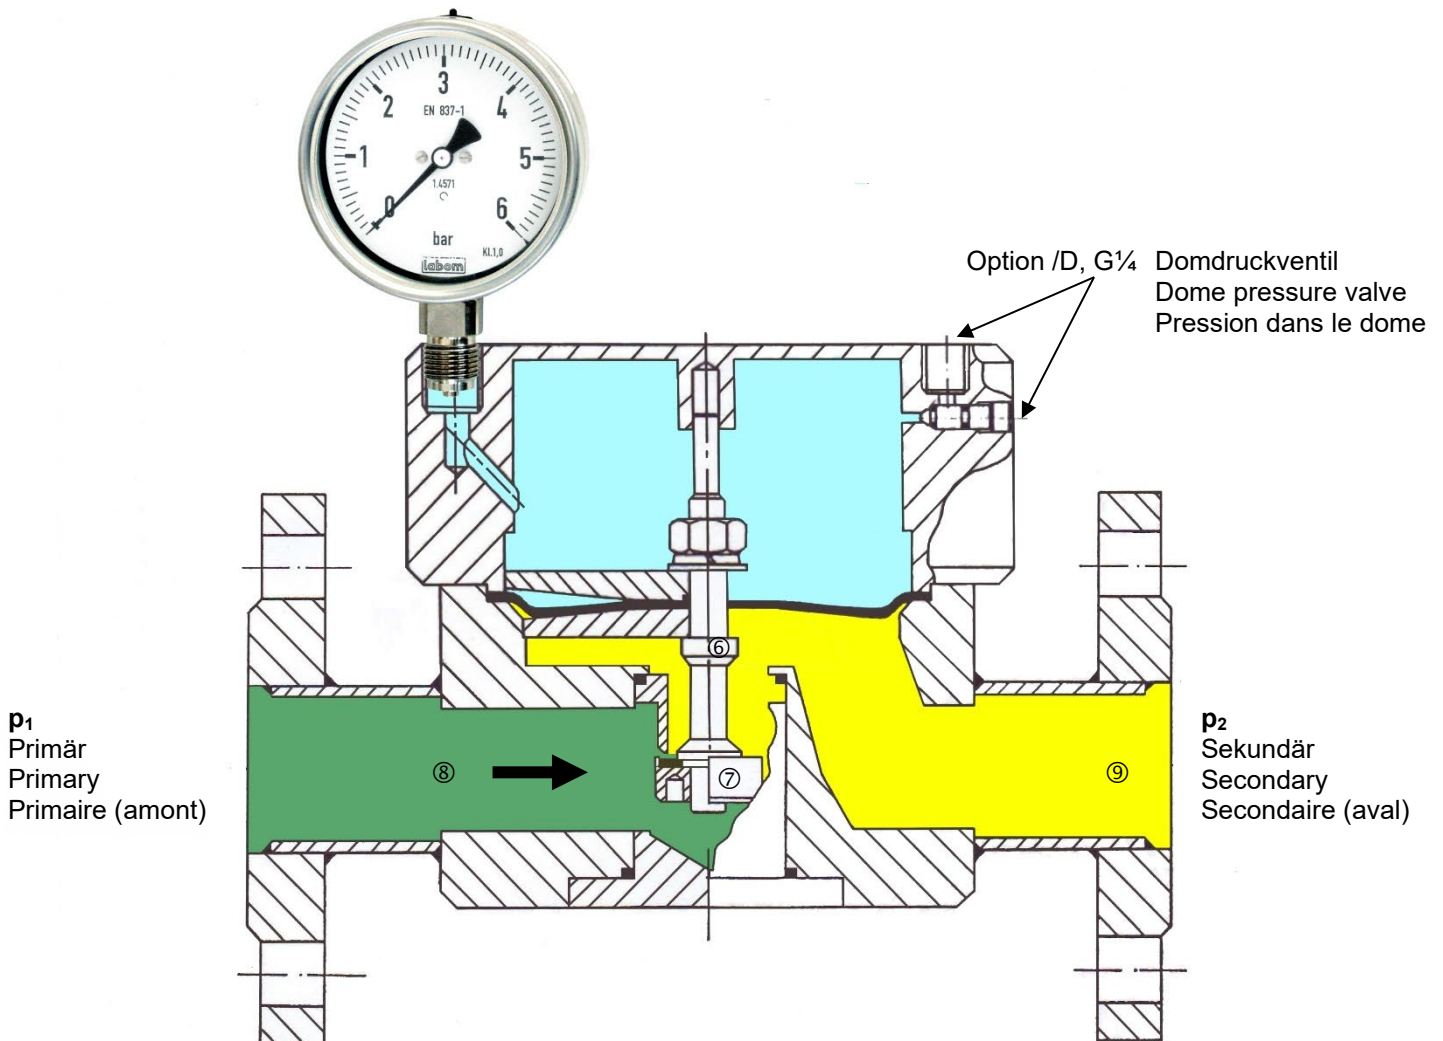 3
2
4
EN 837-1
1
5
1.4571
0
6
bar
Kl.1,0
labom
Option /D, G¼ Domdruckventil
Dome pressure valve
Pression dans le dome
⑥
p₁
Primär
Primary
Primaire (amont)
⑧
⑦
⑨
p₂
Sekundär
Secondary
Secondaire (aval)